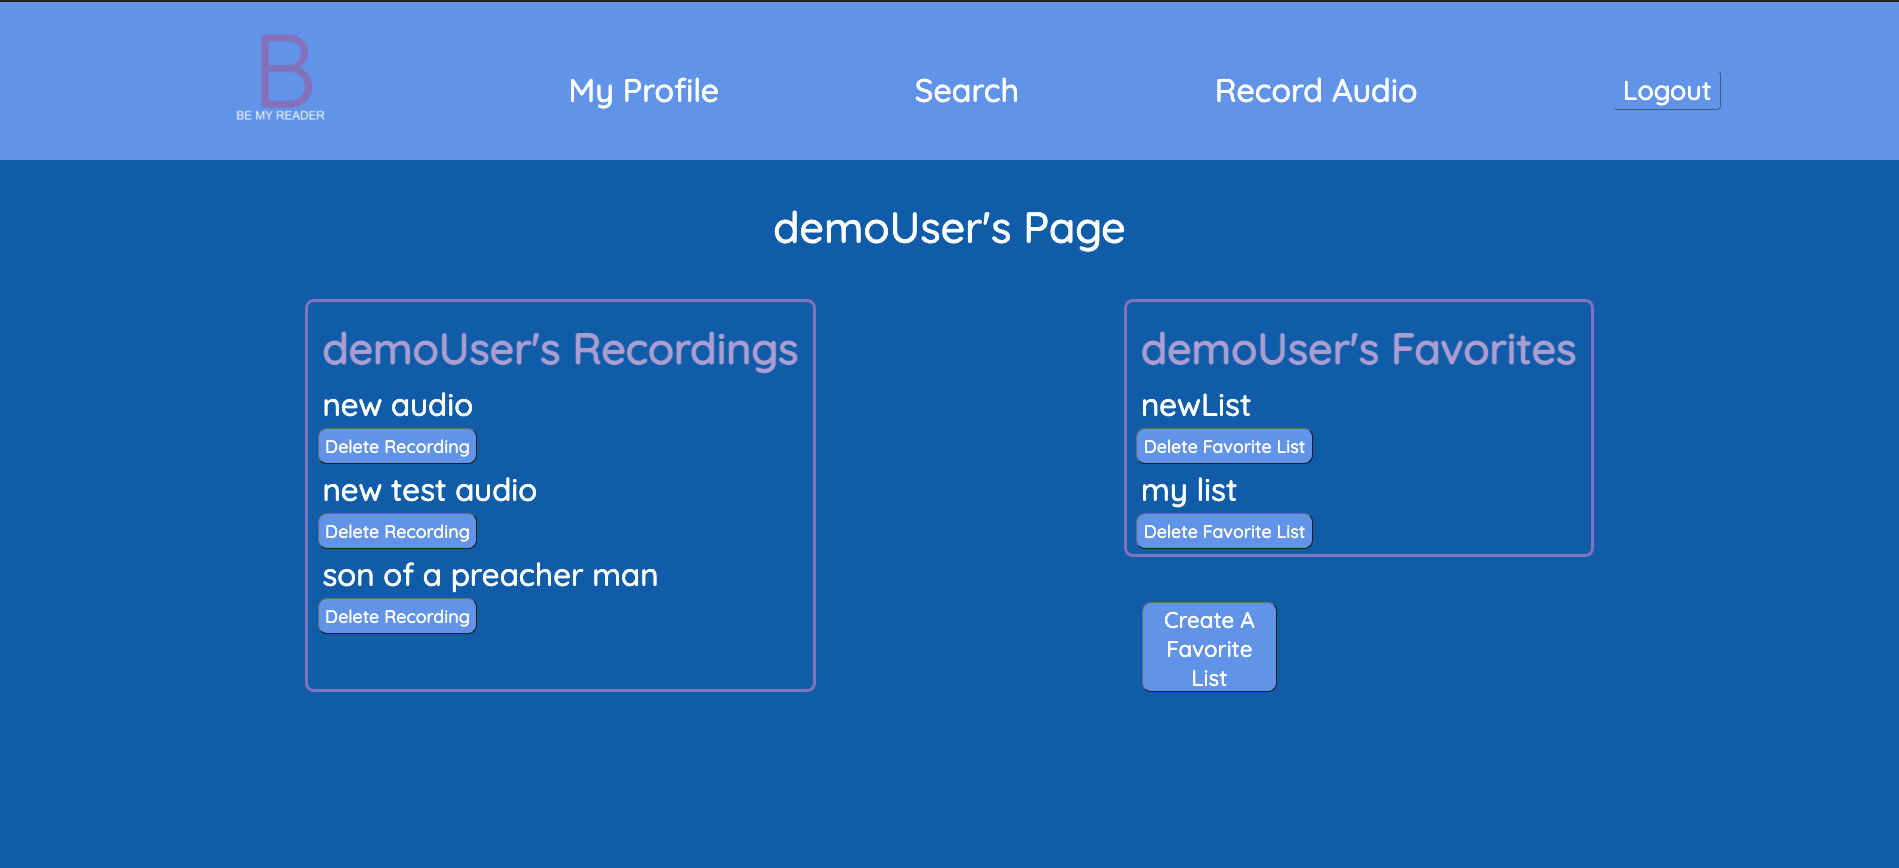 B
BE MY READER
My Profile
Search
Record Audio
Logout
demoUser's Page
demoUser's Recordings
new audio
Delete Recording
new test audio
Delete Recording
son of a preacher man
Delete Recording
demoUser's Favorites
newList
Delete Favorite List
my list
Delete Favorite List
Create A
Favorite
List